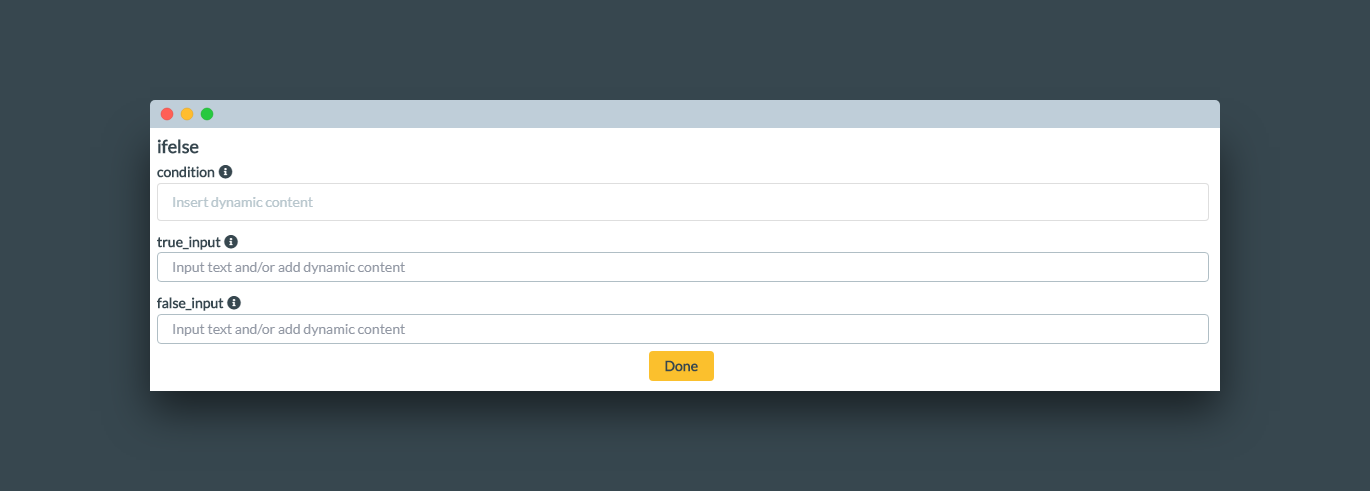 ifelse
condition
Insert dynamic content
true_input
Input text and/or add dynamic content
false_input
Input text and/or add dynamic content
Done